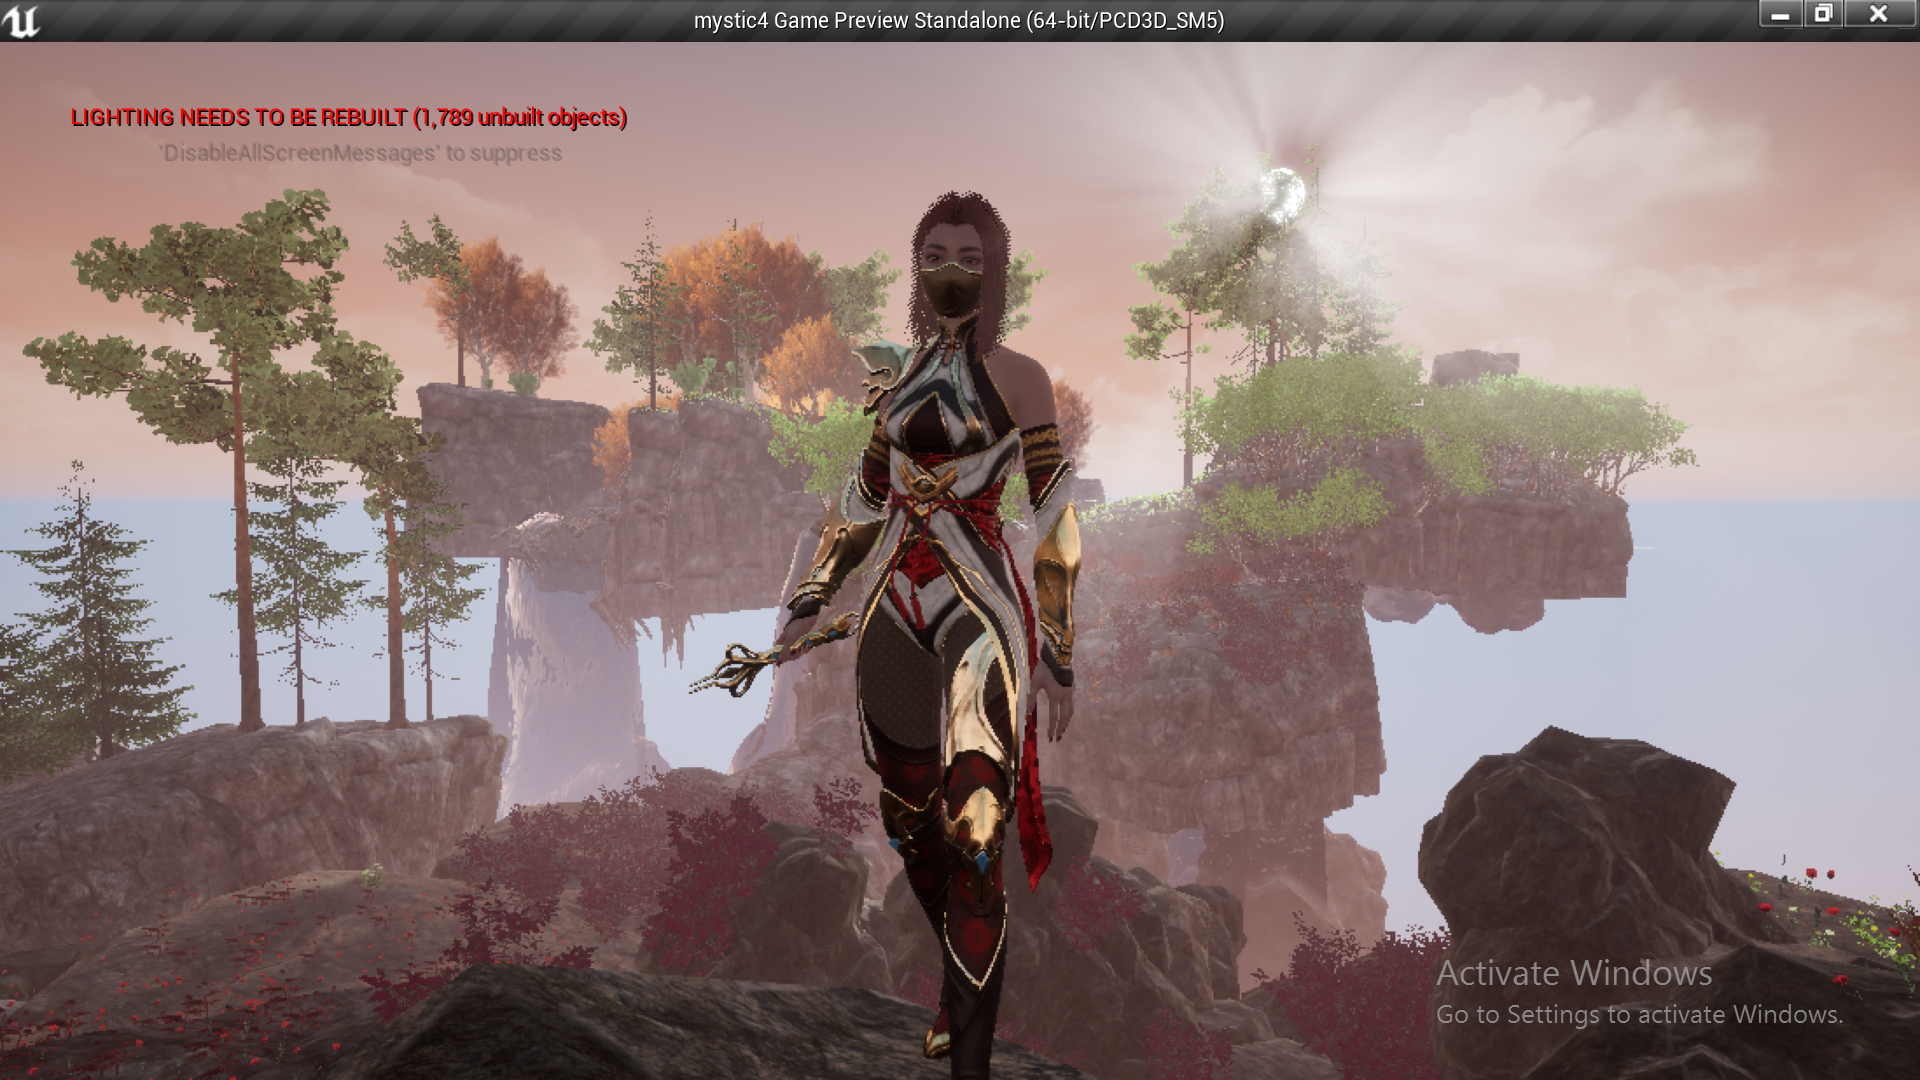 mystic4 Game Preview Standalone (64-bit/PCD3D_SM5)
LIGHTING NEEDS TO BE REBUILT (1,789 unbuilt objects)
'DisableAllScreenMessages' to suppress
Activate Windows
Go to Settings to activate Windows.